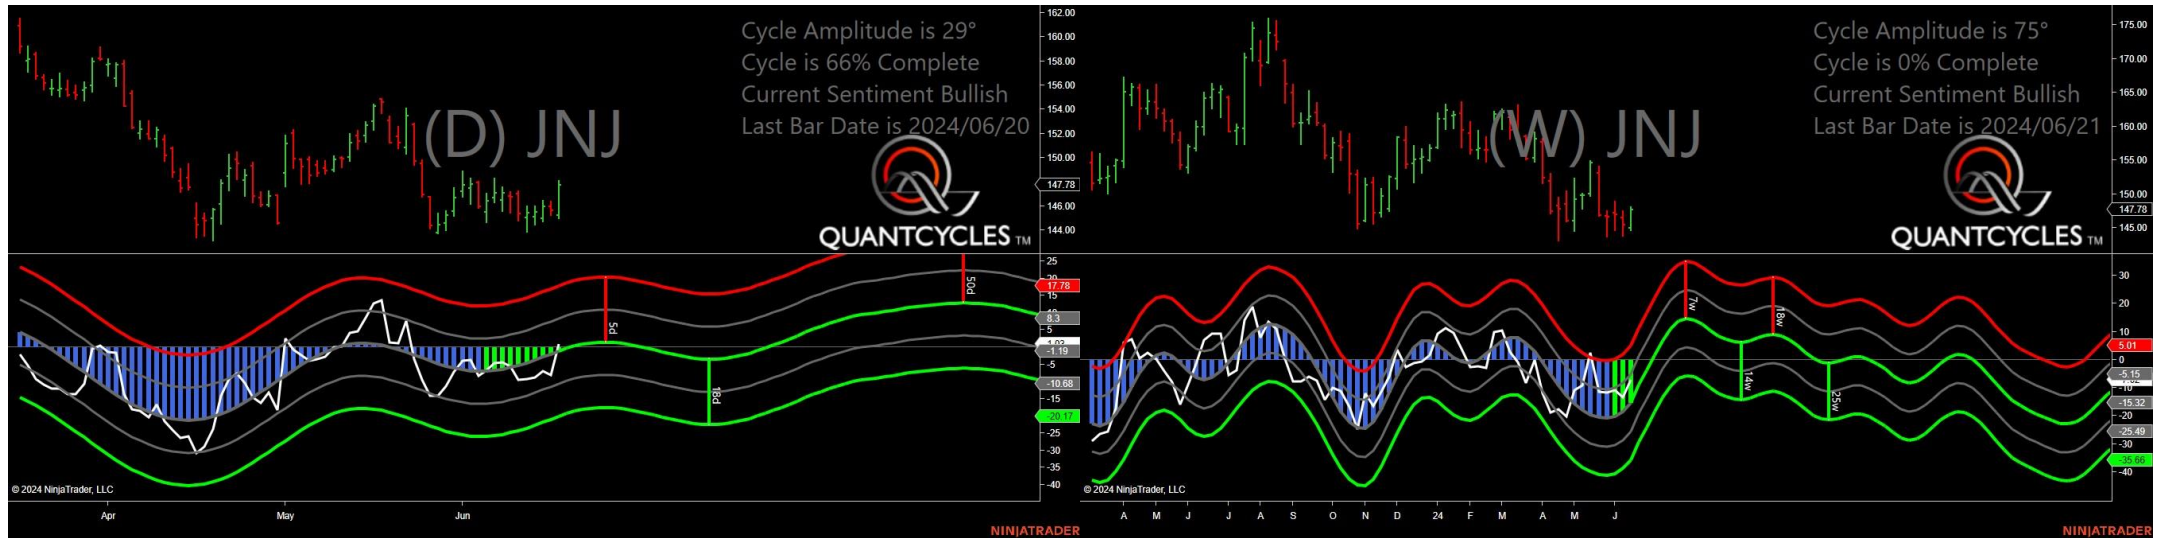 Cycle Amplitude is 29°
Cycle is 66% Complete
Current Sentiment Bullish
Last Bar Date is 2024/06/20
(D) JNJ
QUANTCYCLES TM
162.00
160.00
158.00
156.00
154.00
152.00
150.00
147.78
146.00
144.00
25
20
17.78
15
8.3
5
-1.19
-5
-10.68
-15
-20.17
-25
-30
-35
-40
5d
18d
50d
© 2024 NinjaTrader, LLC
Apr May Jun
NINJATRADER
Cycle Amplitude is 75°
Cycle is 0% Complete
Current Sentiment Bullish
Last Bar Date is 2024/06/21
(W) JNJ
QUANTCYCLES TM
175.00
170.00
165.00
160.00
155.00
150.00
147.78
145.00
30
20
10
5.01
0
-5.15
-10
-15.32
-20
-25.49
-30
-35.66
-40
7w
14w
18w
25w
© 2024 NinjaTrader, LLC
A M J J A S O N D 24 F M A M J
NINJATRADER